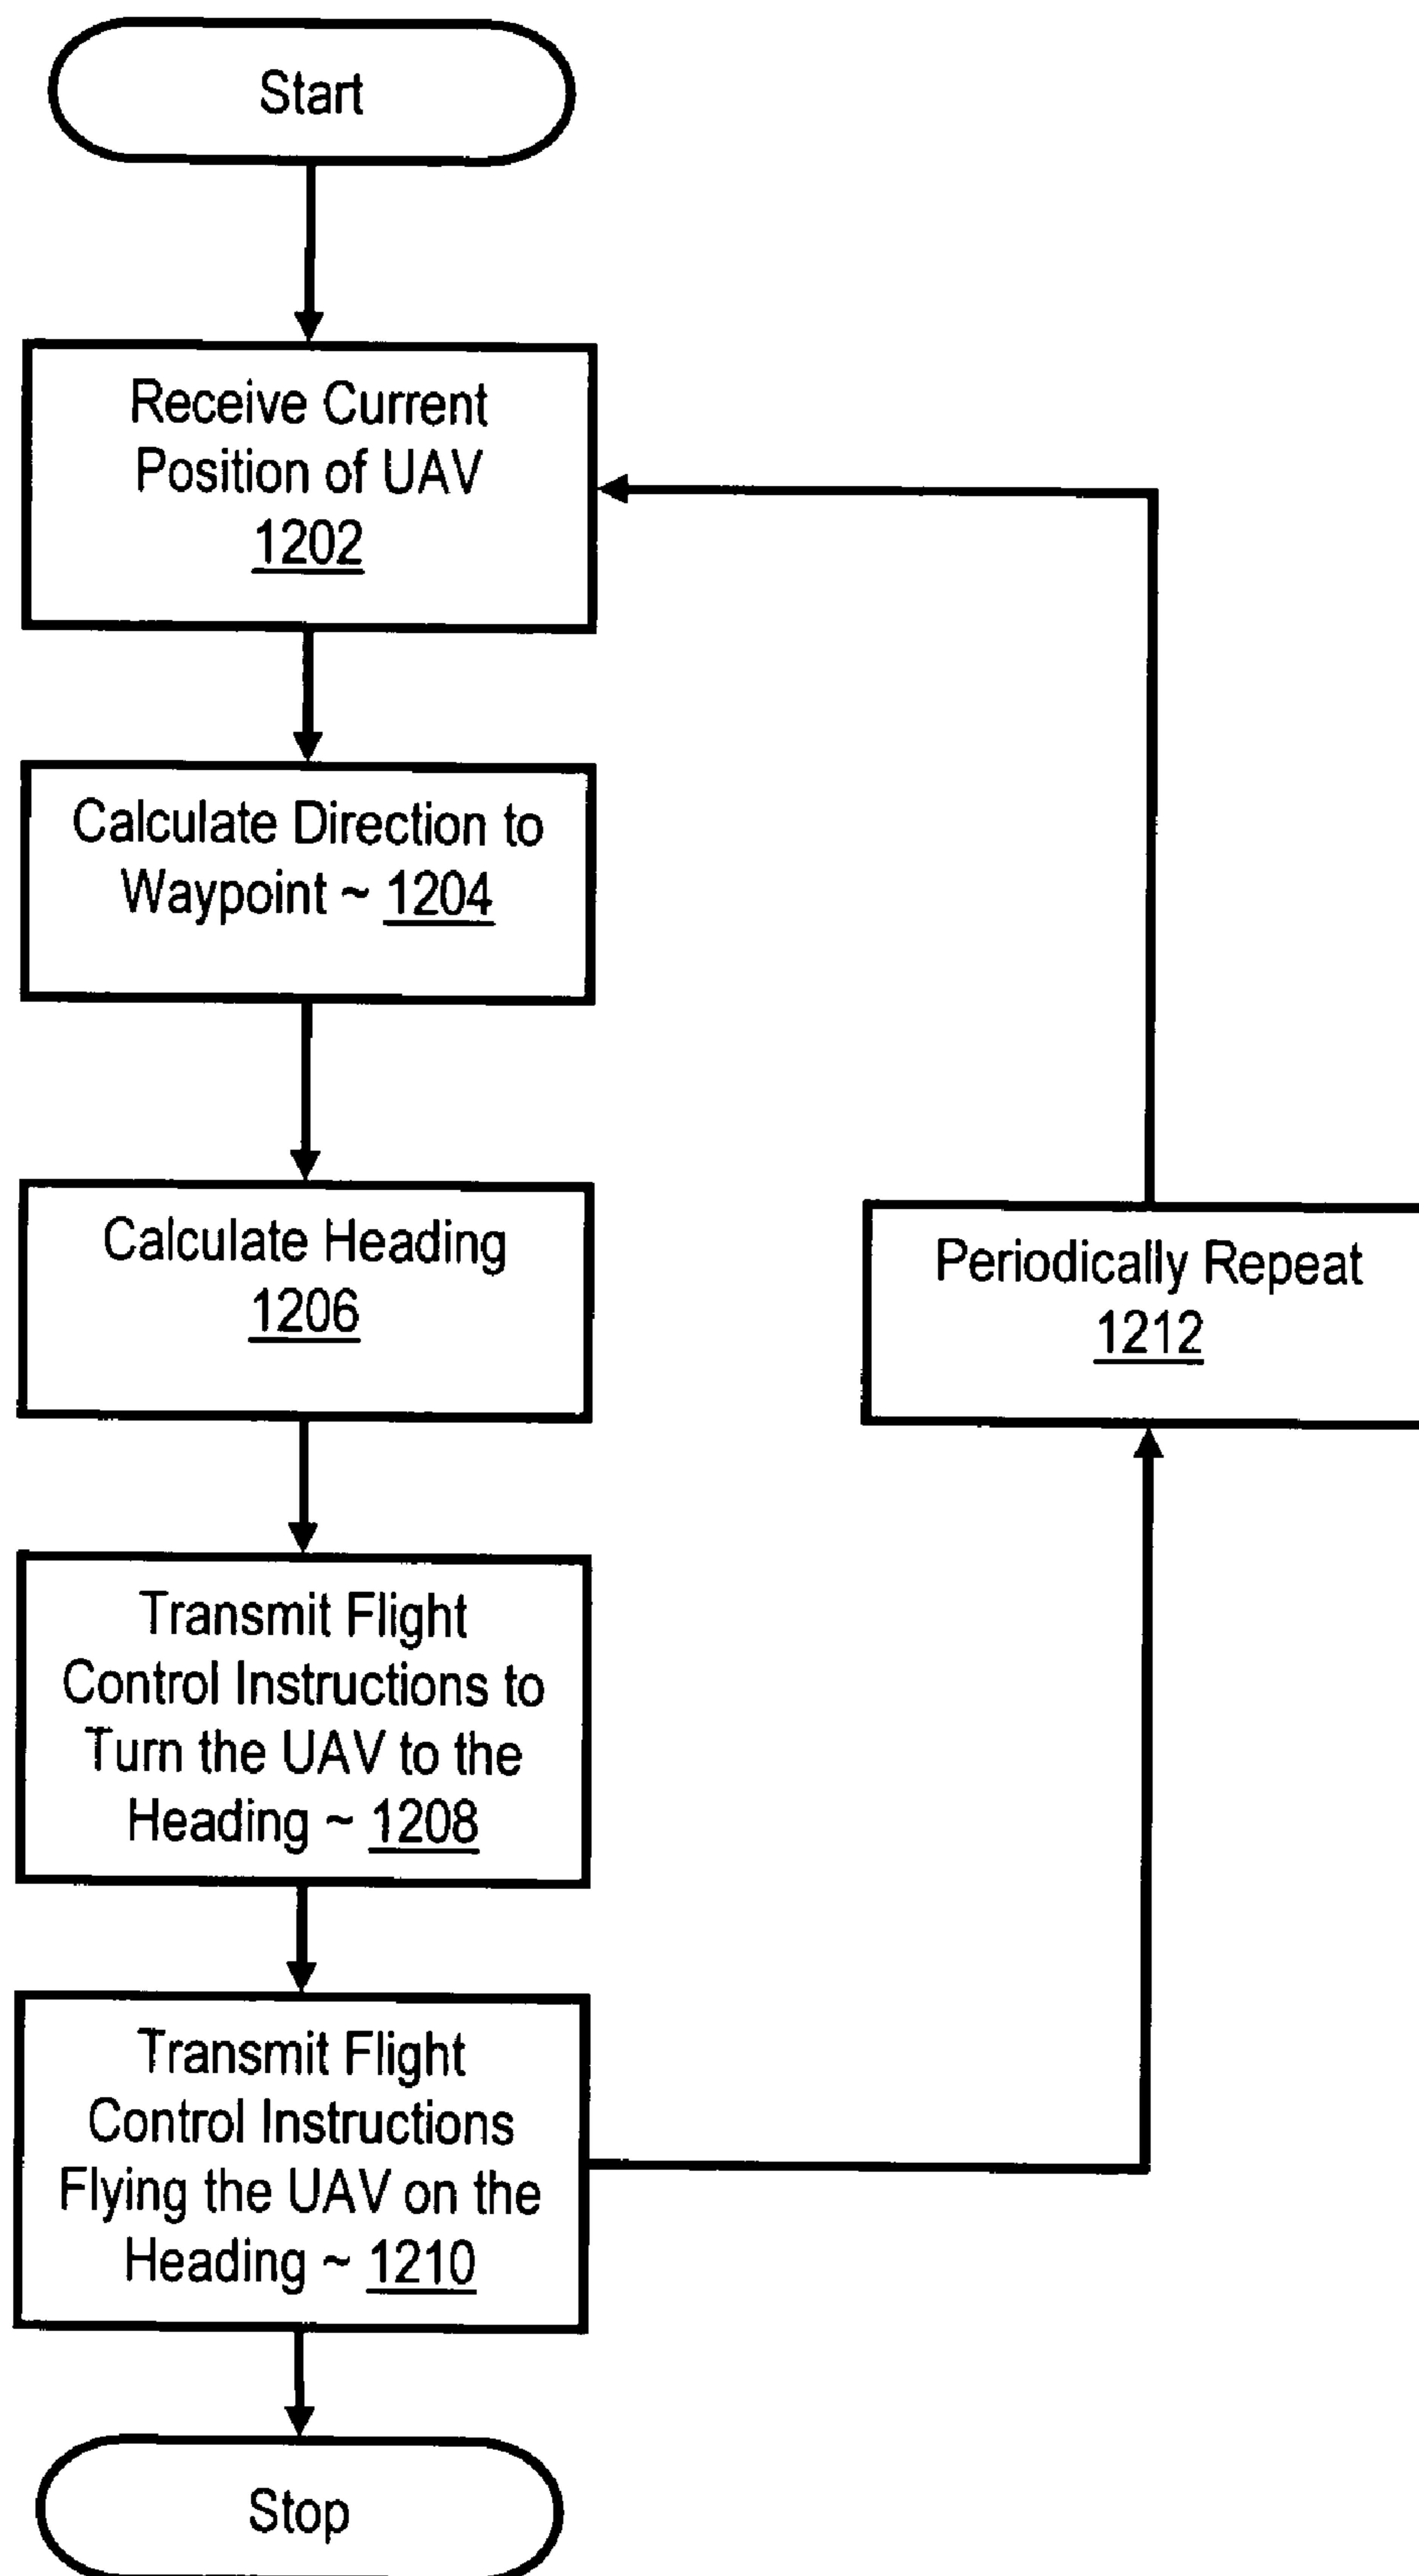 Start
Receive Current
Position of UAV
1202
Calculate Direction to
Waypoint ~ 1204
Calculate Heading
1206
Periodically Repeat
1212
Transmit Flight
Control Instructions to
Turn the UAV to the
Heading ~ 1208
Transmit Flight
Control Instructions
Flying the UAV on the
Heading ~ 1210
Stop